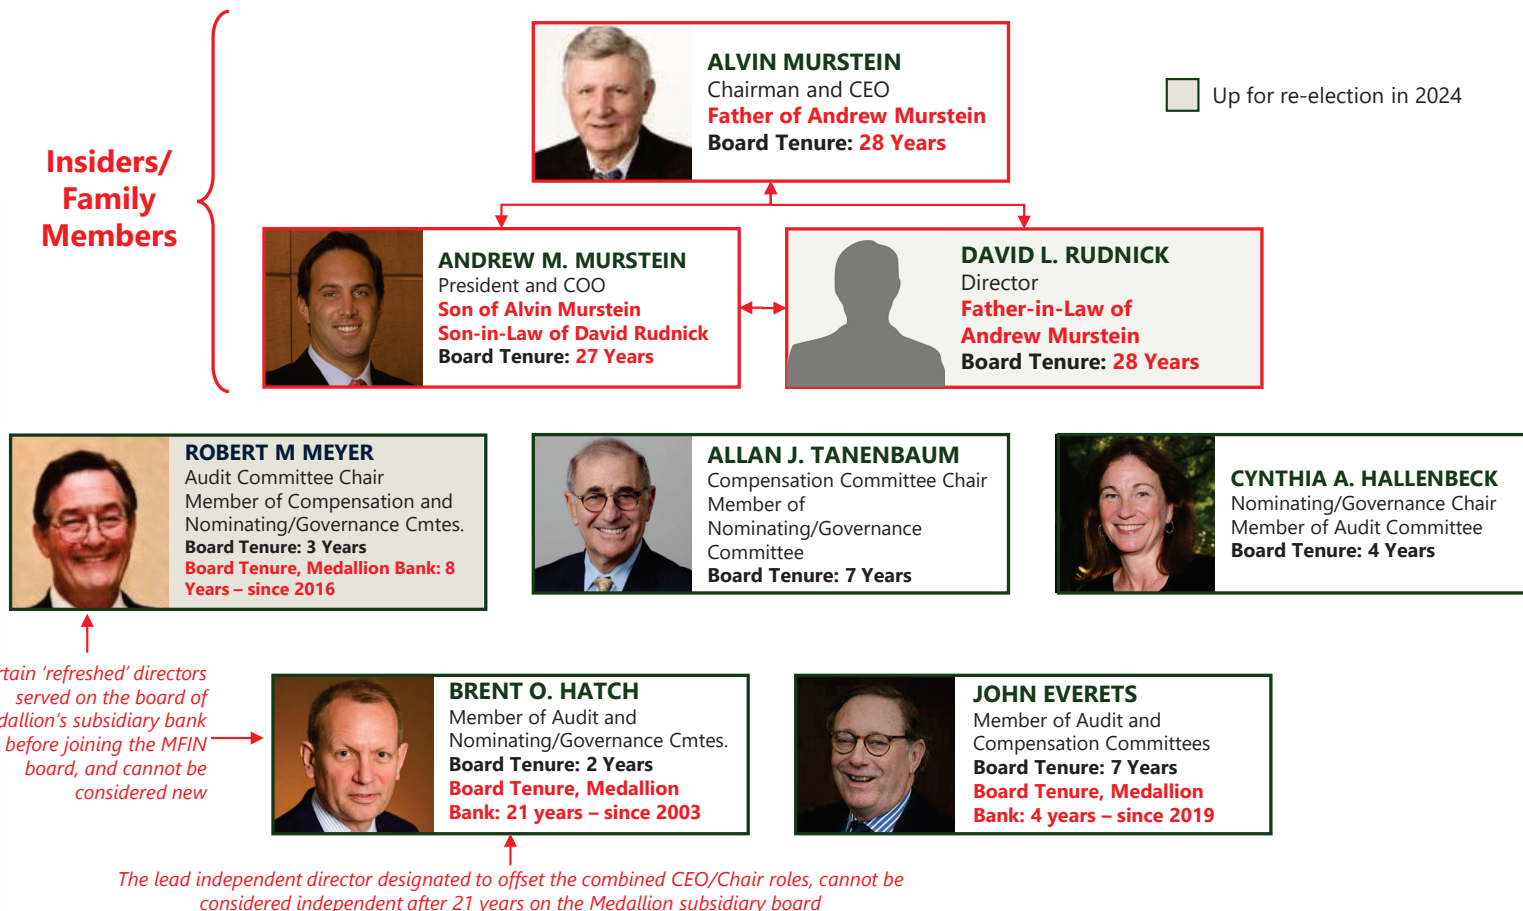 ALVIN MURSTEIN
Chairman and CEO
Father of Andrew Murstein
Board Tenure: 28 Years
Up for re-election in 2024
Insiders/
Family
Members
ANDREW M. MURSTEIN
President and COO
Son of Alvin Murstein
Son-in-Law of David Rudnick
Board Tenure: 27 Years
DAVID L. RUDNICK
Director
Father-in-Law of
Andrew Murstein
Board Tenure: 28 Years
ROBERT M MEYER
Audit Committee Chair
Member of Compensation and
Nominating/Governance Cmtes.
Board Tenure: 3 Years
Board Tenure, Medallion Bank: 8
Years – since 2016
ALLAN J. TANENBAUM
Compensation Committee Chair
Member of
Nominating/Governance
Committee
Board Tenure: 7 Years
CYNTHIA A. HALLENBECK
Nominating/Governance Chair
Member of Audit Committee
Board Tenure: 4 Years
rtain ‘refreshed’ directors
served on the board of
dallion’s subsidiary bank
before joining the MFIN
board, and cannot be
considered new
BRENT O. HATCH
Member of Audit and
Nominating/Governance Cmtes.
Board Tenure: 2 Years
Board Tenure, Medallion
Bank: 21 years – since 2003
JOHN EVERETS
Member of Audit and
Compensation Committees
Board Tenure: 7 Years
Board Tenure, Medallion
Bank: 4 years – since 2019
The lead independent director designated to offset the combined CEO/Chair roles, cannot be
considered independent after 21 years on the Medallion subsidiary board